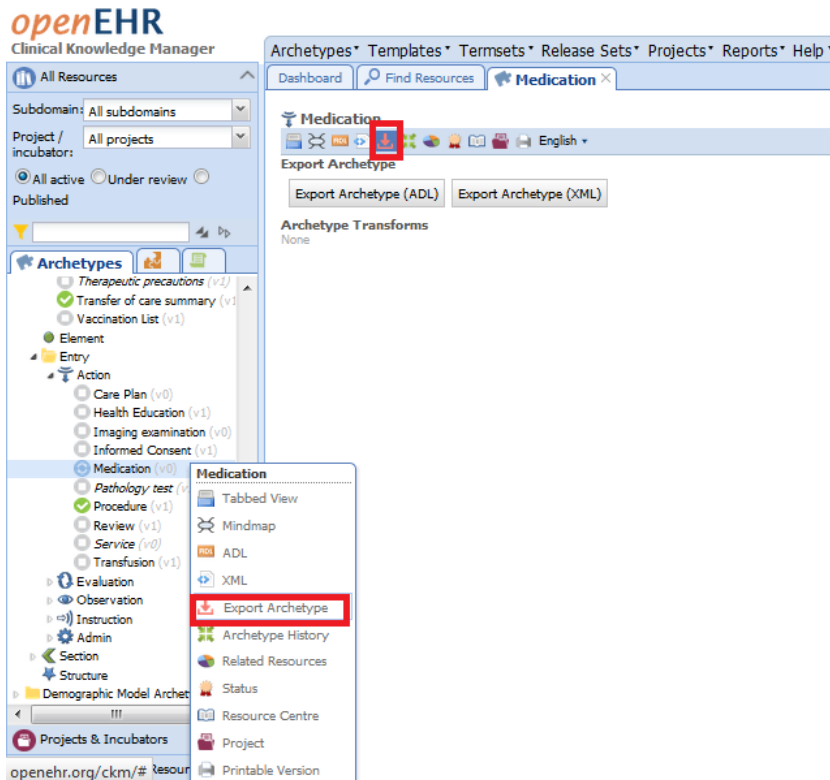 openEHR
Clinical Knowledge Manager
Archetypes Templates Termsets Release Sets Projects Reports Help
All Resources
Dashboard Find Resources Medication
Subdomain: All subdomains
Project / incubator: All projects
All active Under review
Published
Medication
ADL English
Export Archetype
Export Archetype (ADL) Export Archetype (XML)
Archetype Transforms
None
Archetypes
Therapeutic precautions (v1)
Transfer of care summary (v1
Vaccination List (v1)
Element
Entry
Action
Care Plan (v0)
Health Education (v1)
Imaging examination (v0)
Informed Consent (v1)
Medication (v0)
Pathology test (v
Procedure (v1)
Review (v1)
Service (v0)
Transfusion (v1)
Evaluation
Observation
Instruction
Admin
Section
Structure
Demographic Model Archet
Projects & Incubators
openehr.org/ckm/# Resour
Medication
Tabbed View
Mindmap
ADL ADL
XML
Export Archetype
Archetype History
Related Resources
Status
Resource Centre
Project
Printable Version